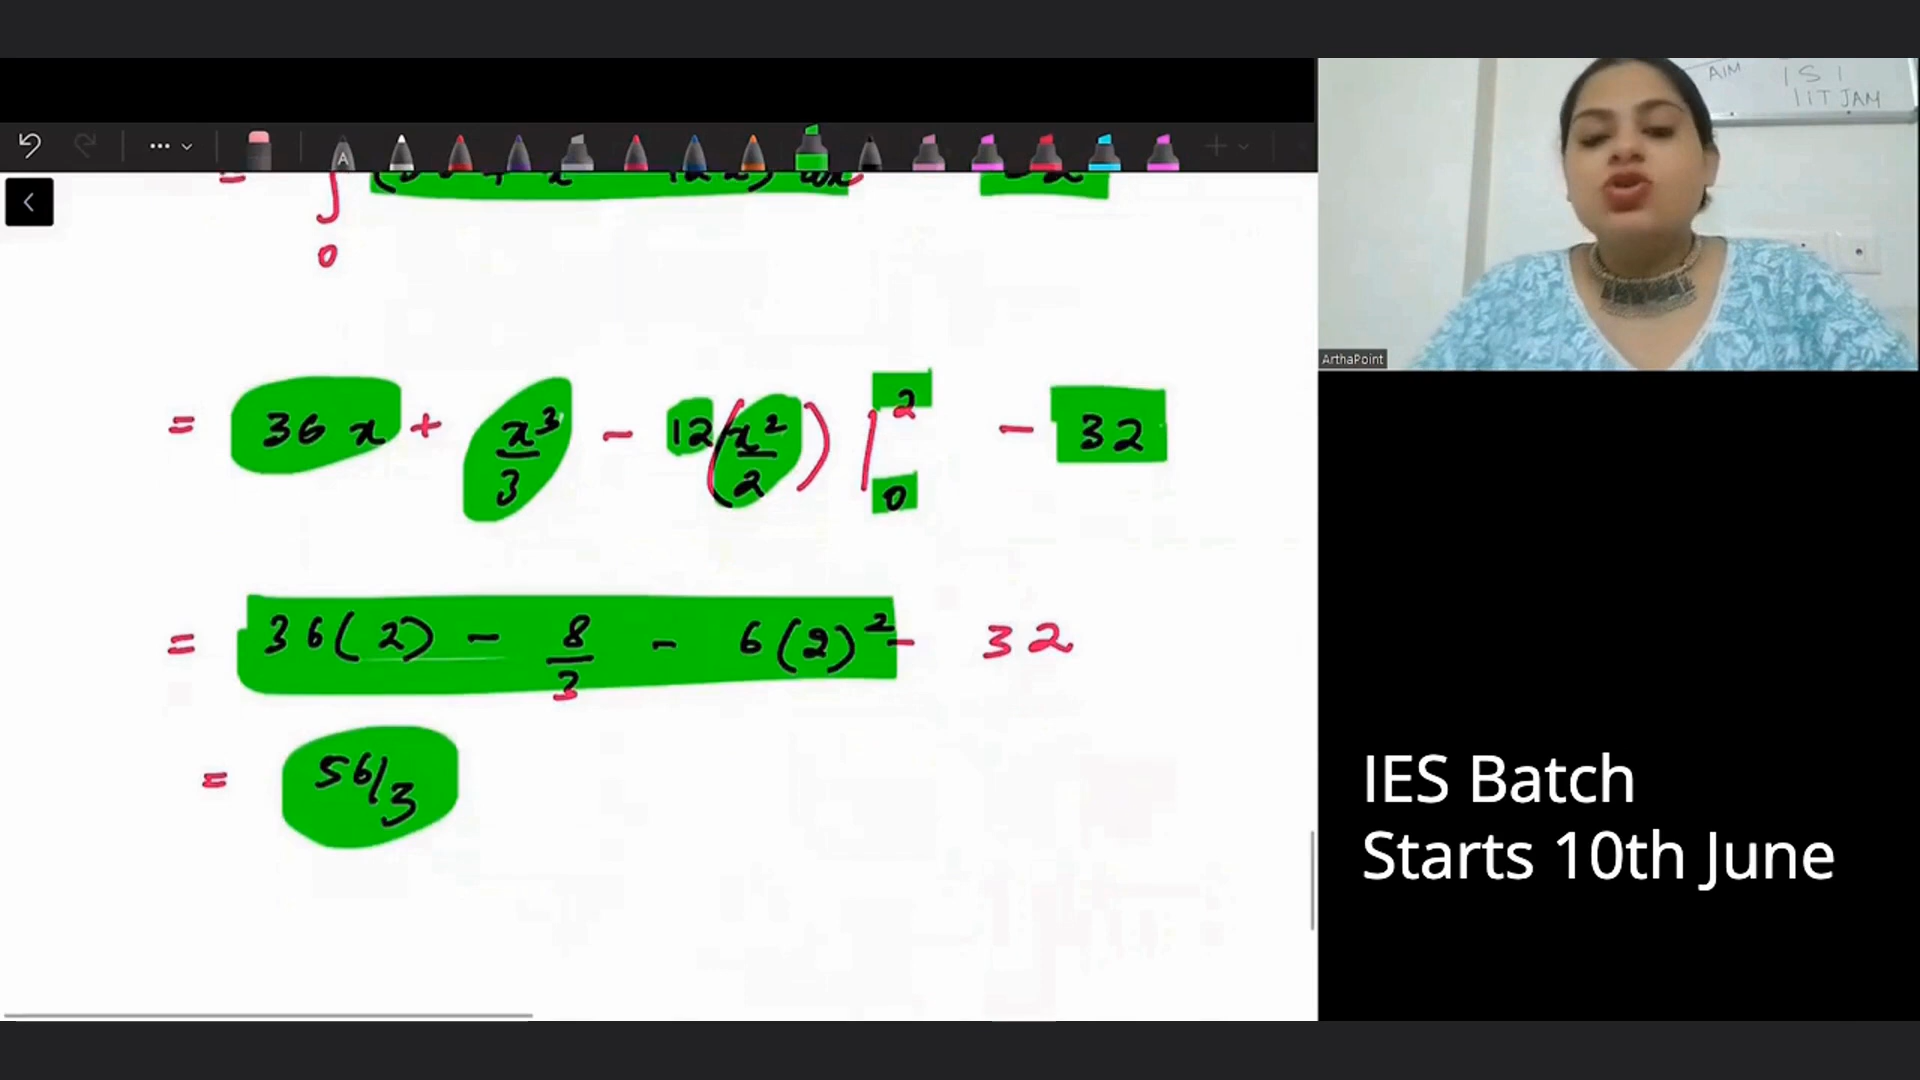 AIM
ISI
IIT JAM
A
= ∫
0
= 36x + x³/3 - 12(x²/2) |₀² - 32
ArthaPoint
= 36(2) - 8/3 - 6(2)² - 32
= 56/3
IES Batch
Starts 10th June